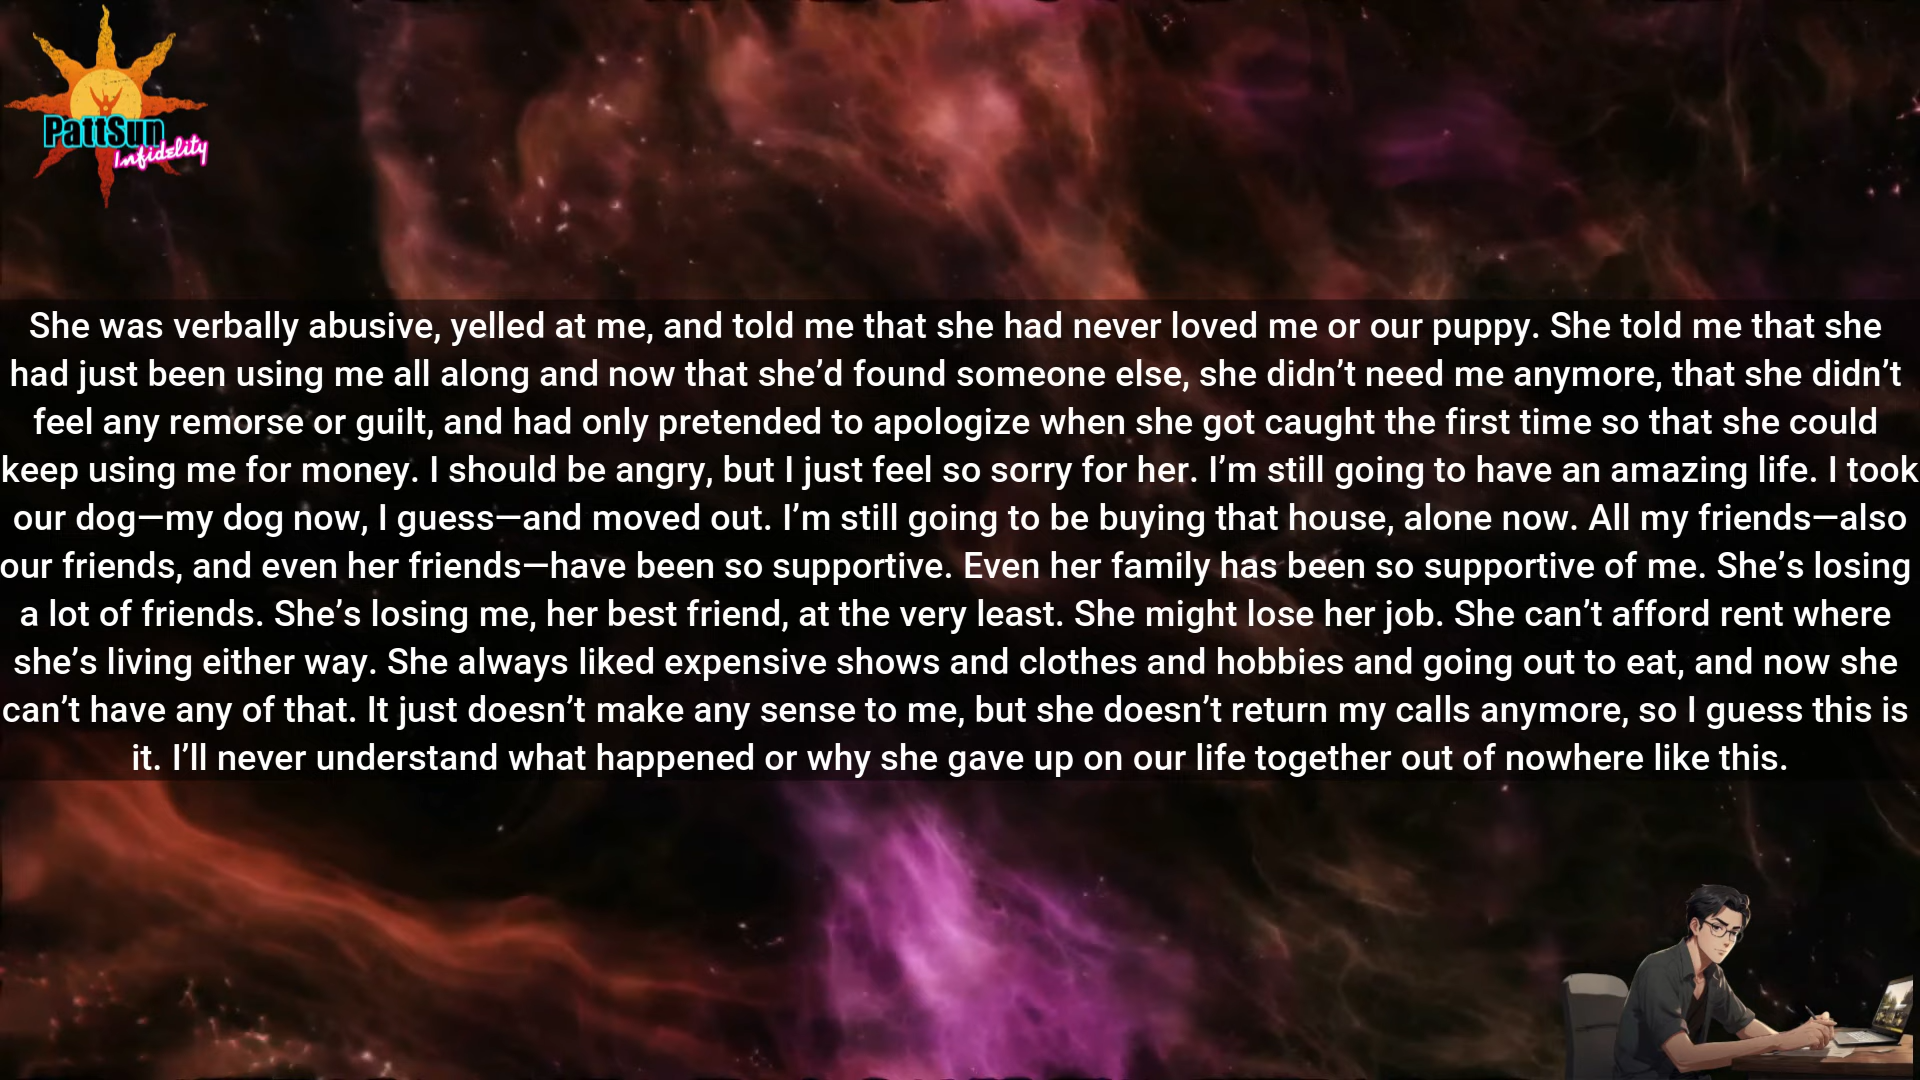 PattSun
Infidelity
She was verbally abusive, yelled at me, and told me that she had never loved me or our puppy. She told me that she
had just been using me all along and now that she’d found someone else, she didn’t need me anymore, that she didn’t
feel any remorse or guilt, and had only pretended to apologize when she got caught the first time so that she could
keep using me for money. I should be angry, but I just feel so sorry for her. I’m still going to have an amazing life. I took
our dog—my dog now, I guess—and moved out. I’m still going to be buying that house, alone now. All my friends—also
our friends, and even her friends—have been so supportive. Even her family has been so supportive of me. She’s losing
a lot of friends. She’s losing me, her best friend, at the very least. She might lose her job. She can’t afford rent where
she’s living either way. She always liked expensive shows and clothes and hobbies and going out to eat, and now she
can’t have any of that. It just doesn’t make any sense to me, but she doesn’t return my calls anymore, so I guess this is
it. I’ll never understand what happened or why she gave up on our life together out of nowhere like this.